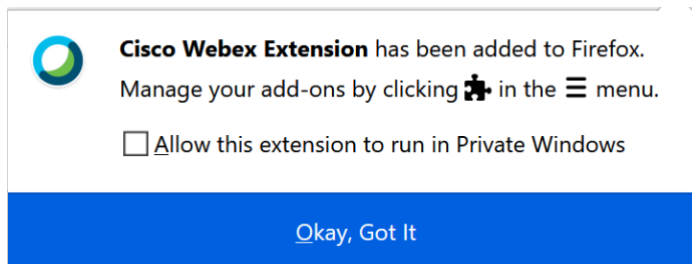 Cisco Webex Extension has been added to Firefox.
Manage your add-ons by clicking in the menu.
Allow this extension to run in Private Windows
Okay, Got It